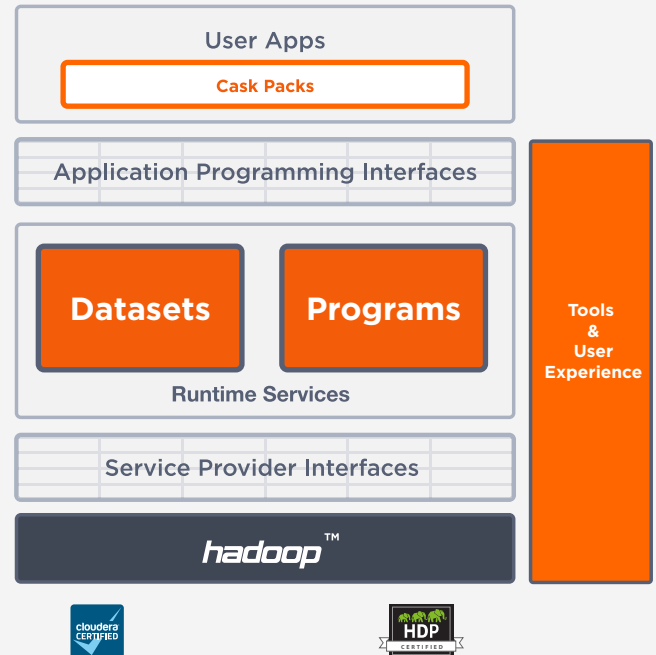 User Apps
Cask Packs
Application Programming Interfaces
Datasets
Programs
Runtime Services
Tools
&
User
Experience
Service Provider Interfaces
hadoop™
cloudera
CERTIFIED
HDP
CERTIFIED